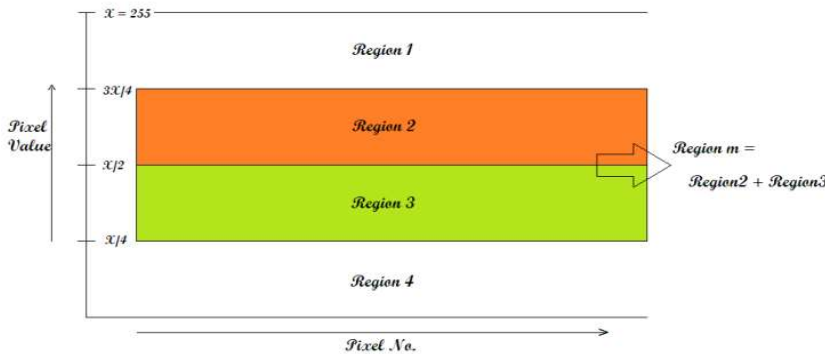 X = 255
Region 1
3X/4
Region 2
Pixel
Value
X/2
Region m =
Region2 + Region3
Region 3
X/4
Region 4
Pixel No.